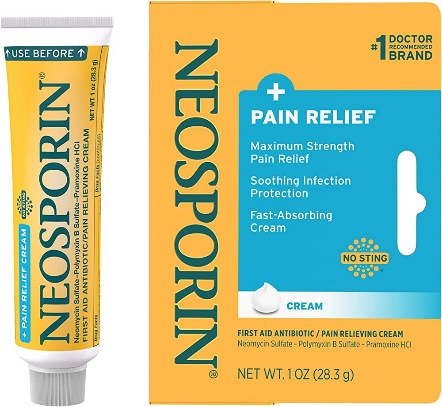 ↑USE BEFORE↑
NEOSPORIN®
+ PAIN RELIEF CREAM
NO STING
Neomycin Sulfate-Polymyxin B Sulfate-Pramoxine HCl
FIRST AID ANTIBIOTIC/PAIN RELIEVING CREAM
NET WT 1 oz (28.3 g)
NEOSPORIN®
#1 DOCTOR
RECOMMENDED
BRAND
+
PAIN RELIEF
Maximum Strength
Pain Relief
Soothing Infection
Protection
Fast-Absorbing
Cream
NO STING
CREAM
FIRST AID ANTIBIOTIC / PAIN RELIEVING CREAM
Neomycin Sulfate - Polymyxin B Sulfate - Pramoxine HCl
NET WT. 1 OZ (28.3 g)